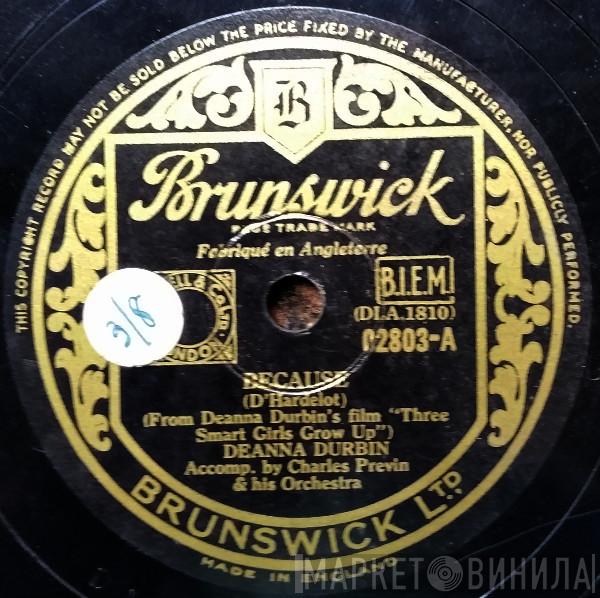 THIS COPYRIGHT RECORD MAY NOT BE SOLD BELOW THE PRICE FIXED BY THE MANUFACTURER, NOR PUBLICLY PERFORMED.
B
Brunswick
TRADE MARK
Fabriqué en Angleterre
B.I.E.M.
(DLA.1810)
02803-A
3/8
BECAUSE
(D'Hardelot)
(From Deanna Durbin's film "Three
Smart Girls Grow Up")
DEANNA DURBIN
Accomp. by Charles Previn
& his Orchestra
BRUNSWICK LTD.
MADE IN ENGLAND
МАРКЕТ ВИНИЛА